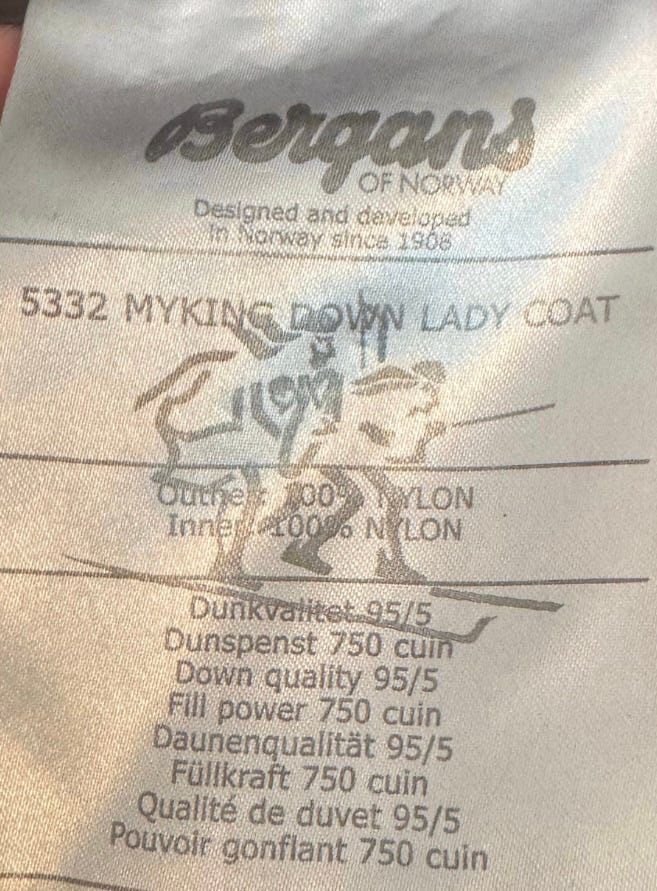 Bergans
OF NORWAY
Designed and developed
in Norway since 1908
5332 MYKING DOWN LADY COAT
Outher: 100% NYLON
Inner: 100% NYLON
Dunkvalitet 95/5
Dunspenst 750 cuin
Down quality 95/5
Fill power 750 cuin
Daunenqualität 95/5
Füllkraft 750 cuin
Qualité de duvet 95/5
Pouvoir gonflant 750 cuin